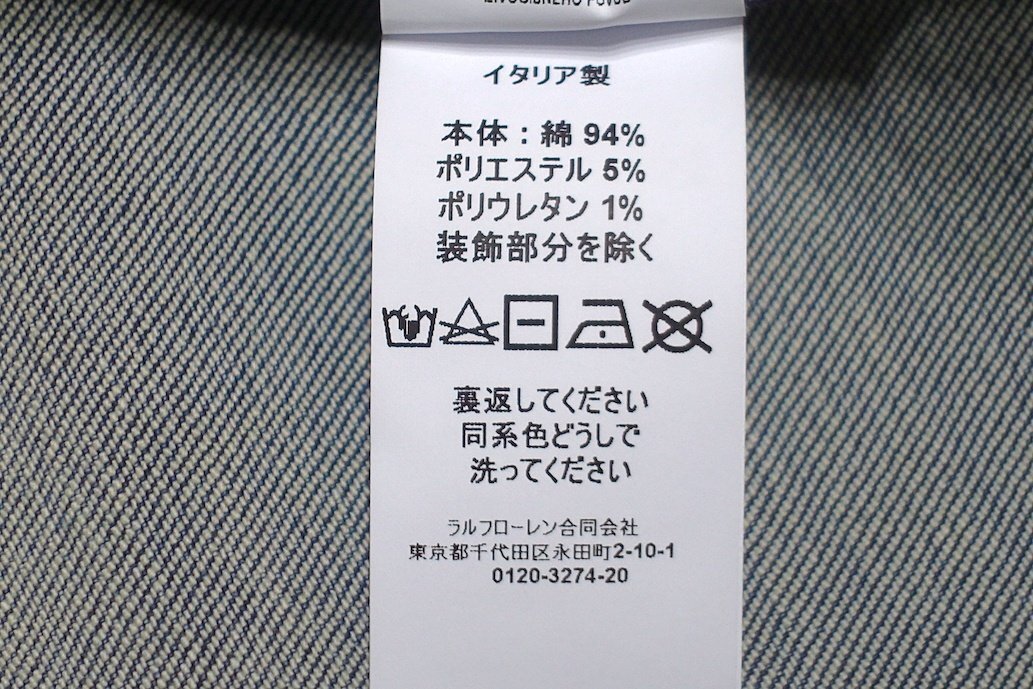 イタリア製
本体：綿 94%
ポリエステル 5%
ポリウレタン 1%
装飾部分を除く
裏返してください
同系色どうしで
洗ってください
ラルフローレン合同会社
東京都千代田区永田町2-10-1
0120-3274-20